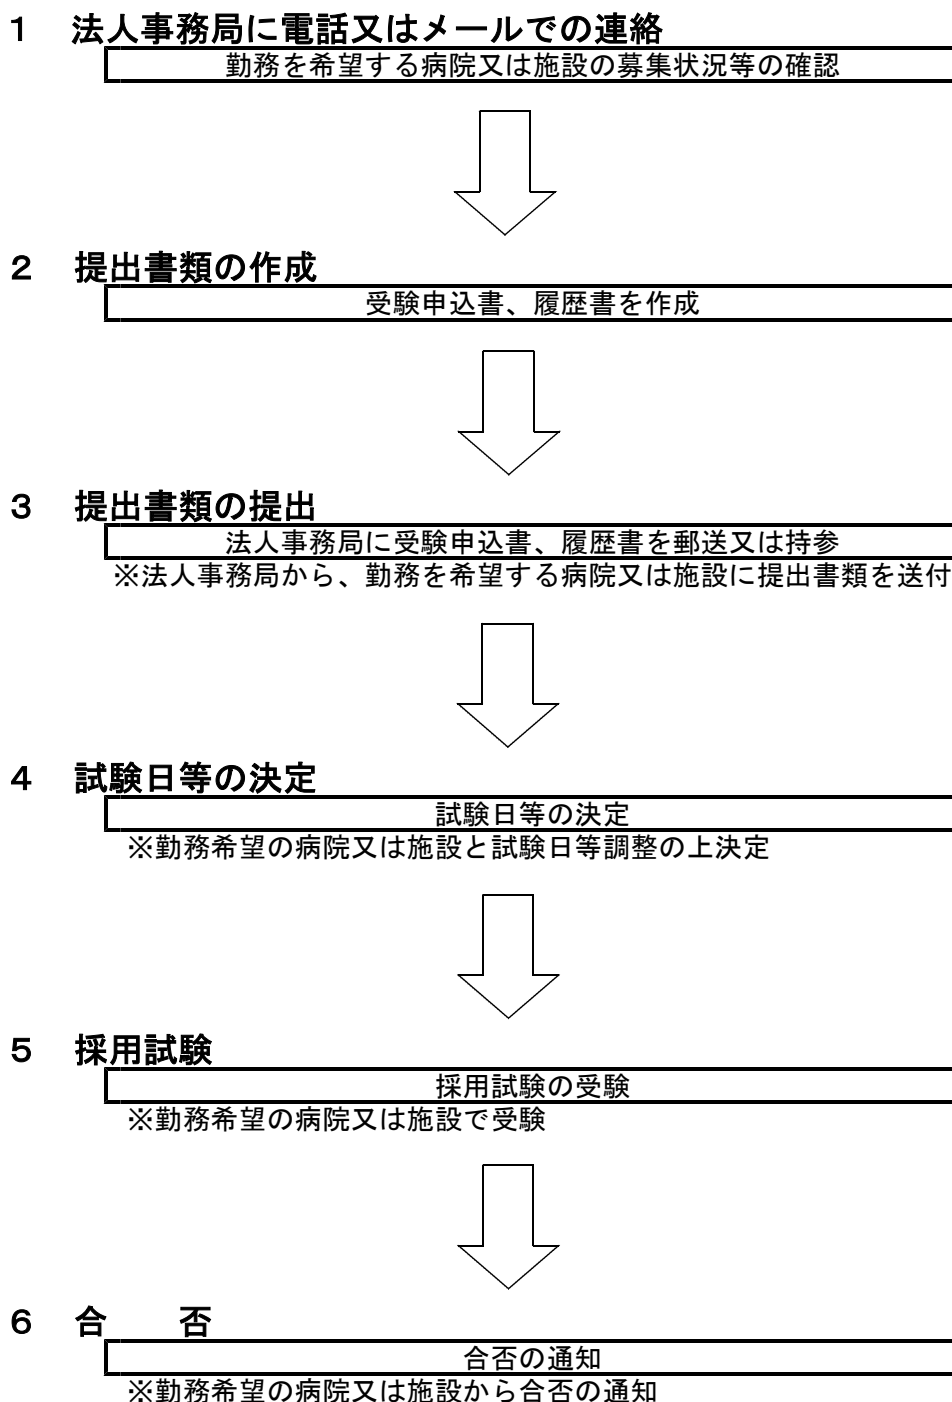 １　法人事務局に電話又はメールでの連絡
勤務を希望する病院又は施設の募集状況等の確認
２　提出書類の作成
受験申込書、履歴書を作成
３　提出書類の提出
法人事務局に受験申込書、履歴書を郵送又は持参
※法人事務局から、勤務を希望する病院又は施設に提出書類を送付
４　試験日等の決定
試験日等の決定
※勤務希望の病院又は施設と試験日等調整の上決定
５　採用試験
採用試験の受験
※勤務希望の病院又は施設で受験
６　合　　否
合否の通知
※勤務希望の病院又は施設から合否の通知